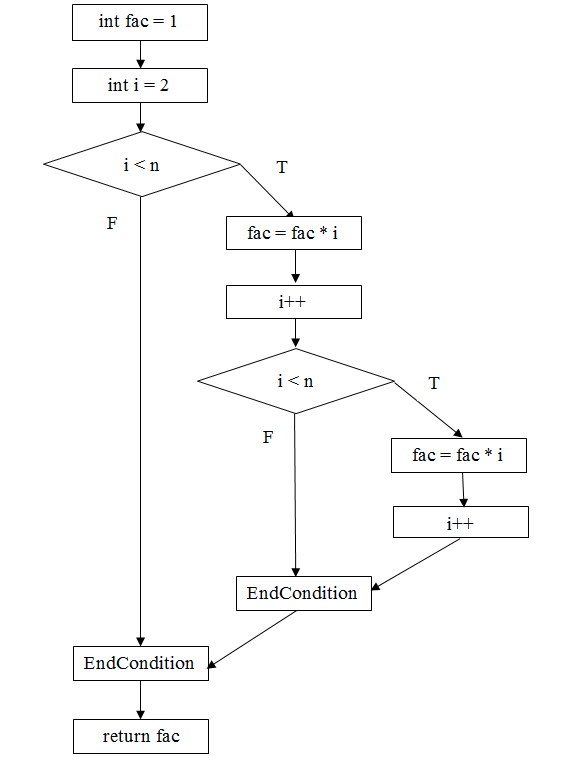 int fac = 1
int i = 2
i < n
T
F
fac = fac * i
i++
i < n
T
F
fac = fac * i
i++
EndCondition
EndCondition
return fac